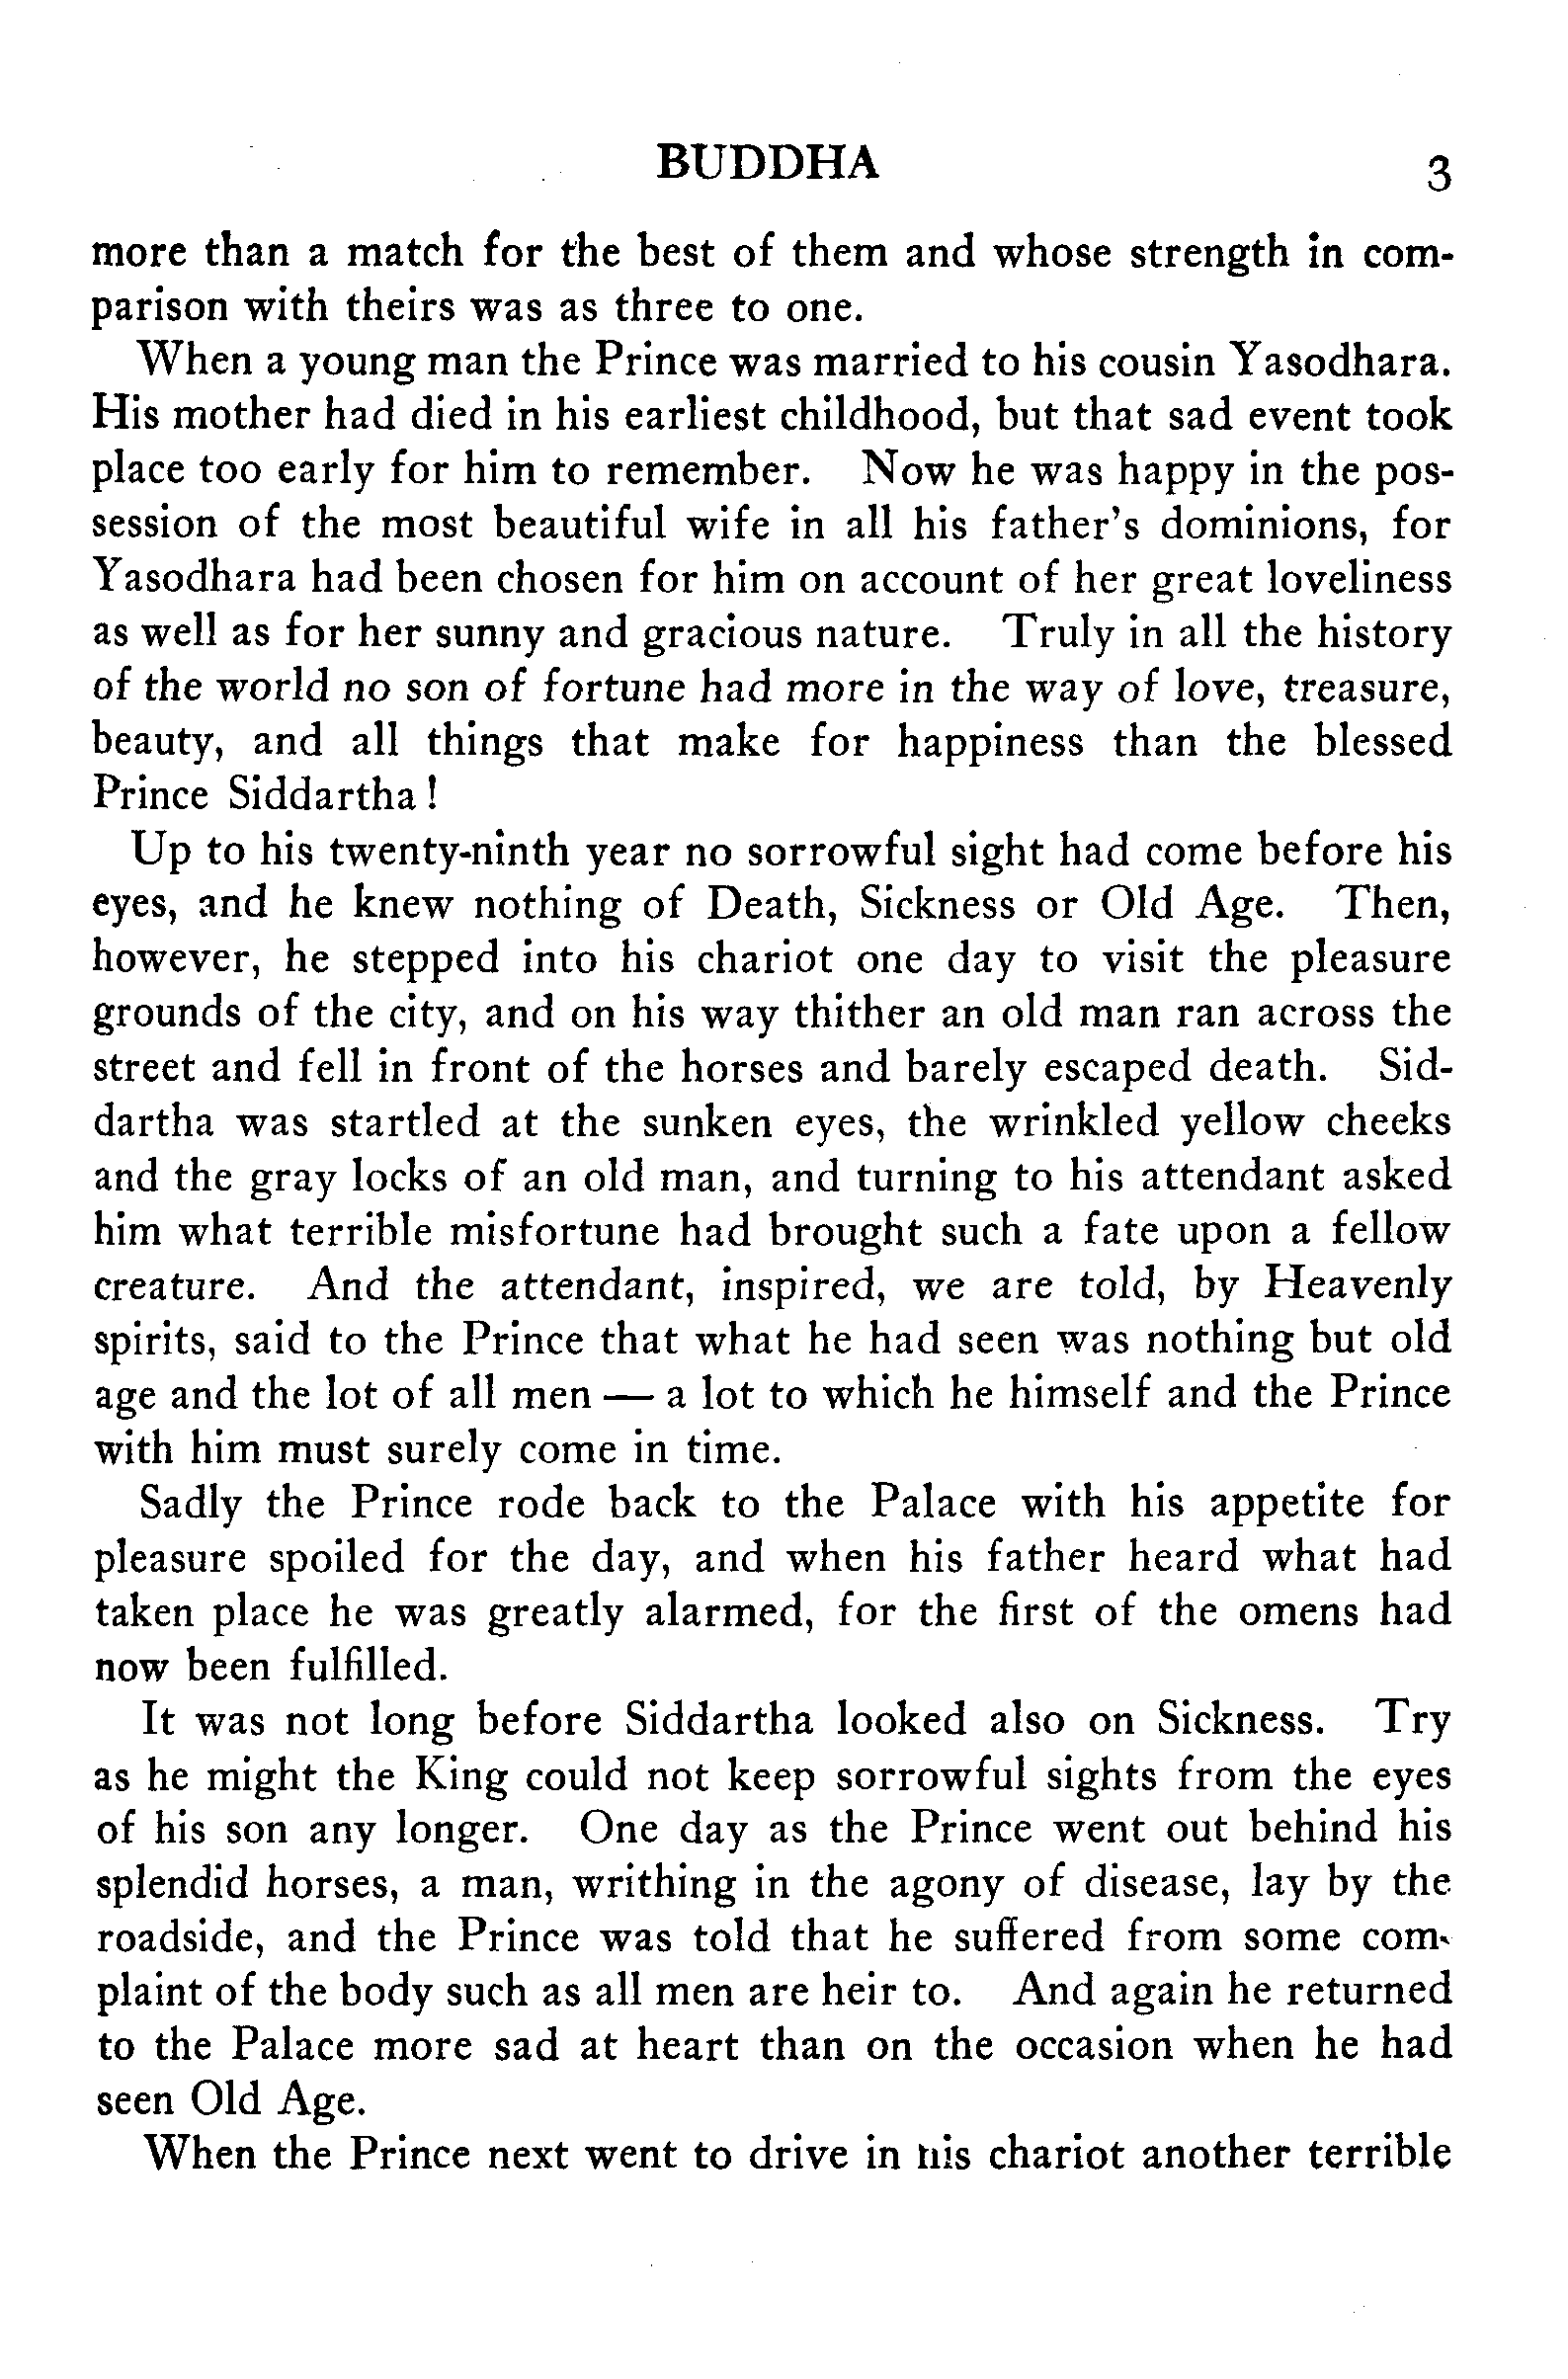 BUDDHA 3
more than a match for the best of them and whose strength in com-
parison with theirs was as three to one.
When a young man the Prince was married to his cousin Yasodhara.
His mother had died in his earliest childhood, but that sad event took
place too early for him to remember. Now he was happy in the pos-
session of the most beautiful wife in all his father's dominions, for
Yasodhara had been chosen for him on account of her great loveliness
as well as for her sunny and gracious nature. Truly in all the history
of the world no son of fortune had more in the way of love, treasure,
beauty, and all things that make for happiness than the blessed
Prince Siddartha!
Up to his twenty-ninth year no sorrowful sight had come before his
eyes, and he knew nothing of Death, Sickness or Old Age. Then,
however, he stepped into his chariot one day to visit the pleasure
grounds of the city, and on his way thither an old man ran across the
street and fell in front of the horses and barely escaped death. Sid-
dartha was startled at the sunken eyes, the wrinkled yellow cheeks
and the gray locks of an old man, and turning to his attendant asked
him what terrible misfortune had brought such a fate upon a fellow
creature. And the attendant, inspired, we are told, by Heavenly
spirits, said to the Prince that what he had seen was nothing but old
age and the lot of all men — a lot to which he himself and the Prince
with him must surely come in time.
Sadly the Prince rode back to the Palace with his appetite for
pleasure spoiled for the day, and when his father heard what had
taken place he was greatly alarmed, for the first of the omens had
now been fulfilled.
It was not long before Siddartha looked also on Sickness. Try
as he might the King could not keep sorrowful sights from the eyes
of his son any longer. One day as the Prince went out behind his
splendid horses, a man, writhing in the agony of disease, lay by the
roadside, and the Prince was told that he suffered from some com-
plaint of the body such as all men are heir to. And again he returned
to the Palace more sad at heart than on the occasion when he had
seen Old Age.
When the Prince next went to drive in his chariot another terrible